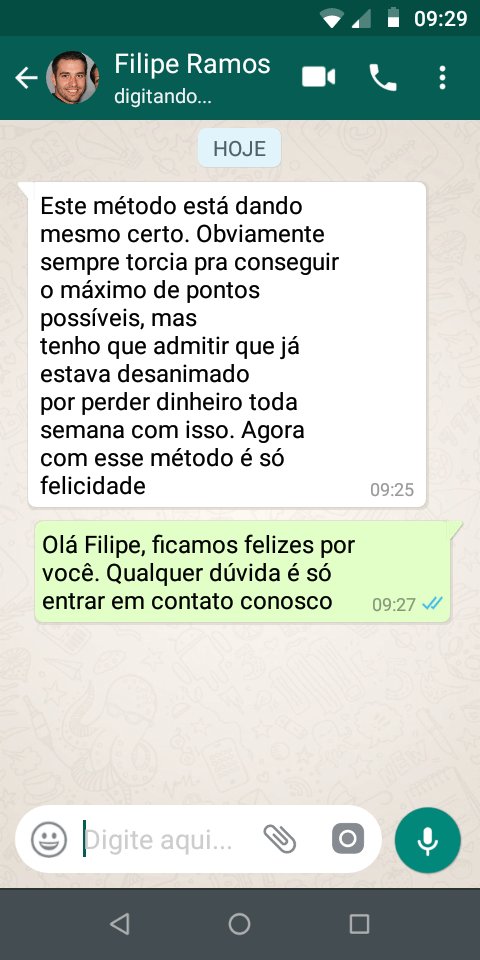 09:29
Filipe Ramos
digitando...
HOJE
Este método está dando
mesmo certo. Obviamente
sempre torcia pra conseguir
o máximo de pontos
possíveis, mas
tenho que admitir que já
estava desanimado
por perder dinheiro toda
semana com isso. Agora
com esse método é só
felicidade
09:25
Olá Filipe, ficamos felizes por
você. Qualquer dúvida é só
entrar em contato conosco
09:27
Digite aqui...